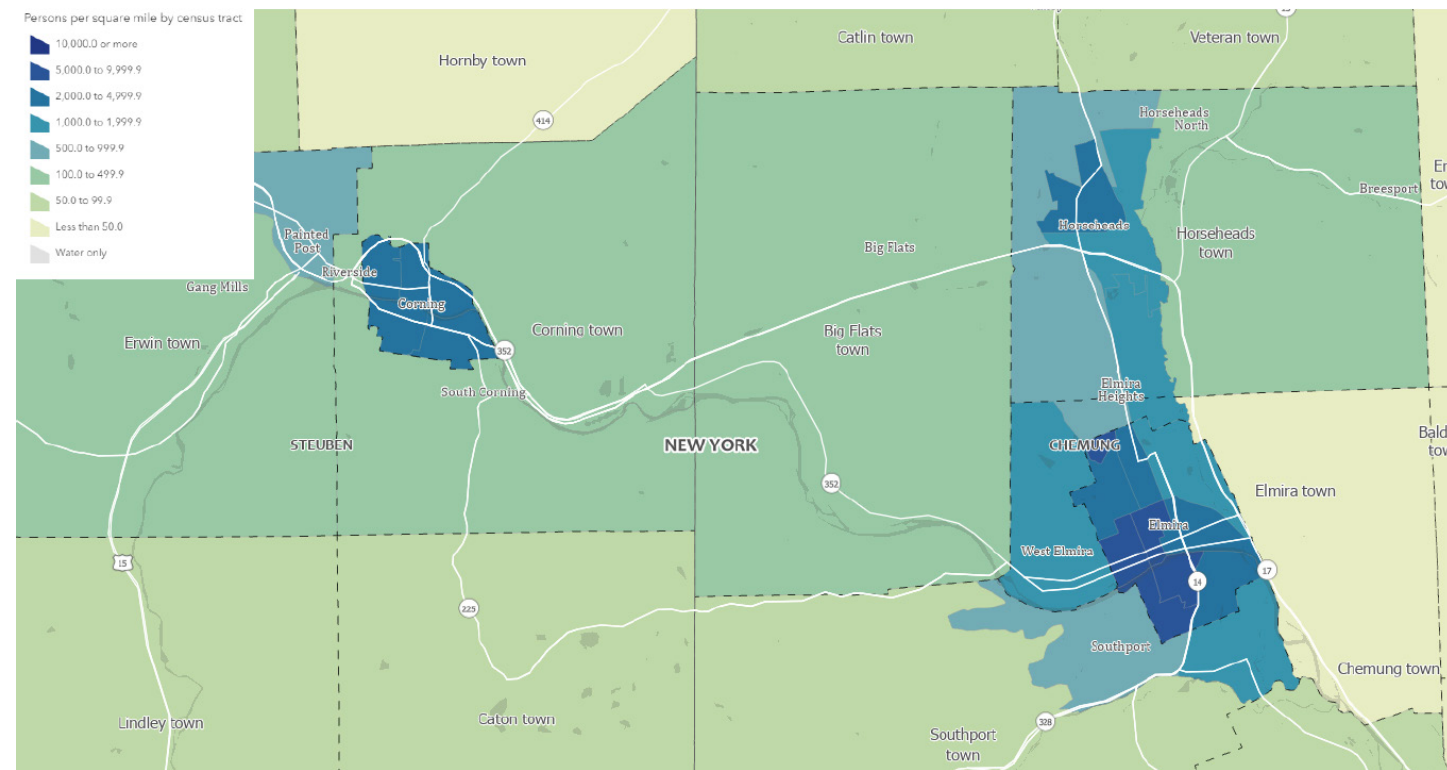 Persons per square mile by census tract
10,000.0 or more
5,000.0 to 9,999.9
2,000.0 to 4,999.9
1,000.0 to 1,999.9
500.0 to 999.9
100.0 to 499.9
50.0 to 99.9
Less than 50.0
Water only
Catlin town
Veteran town
Hornby town
414
Horseheads
North
Breesport
Painted
Post
Horseheads
Horseheads
town
Big Flats
Riverside
Gang Mills
Corning
Corning town
Big Flats
town
Erwin town
352
South Corning
Elmira
Heights
STEUBEN
NEW YORK
CHEMUNG
352
Elmira town
Elmira
West Elmira
15
14
17
225
Southport
Chemung town
Lindley town
Caton town
328
Southport
town